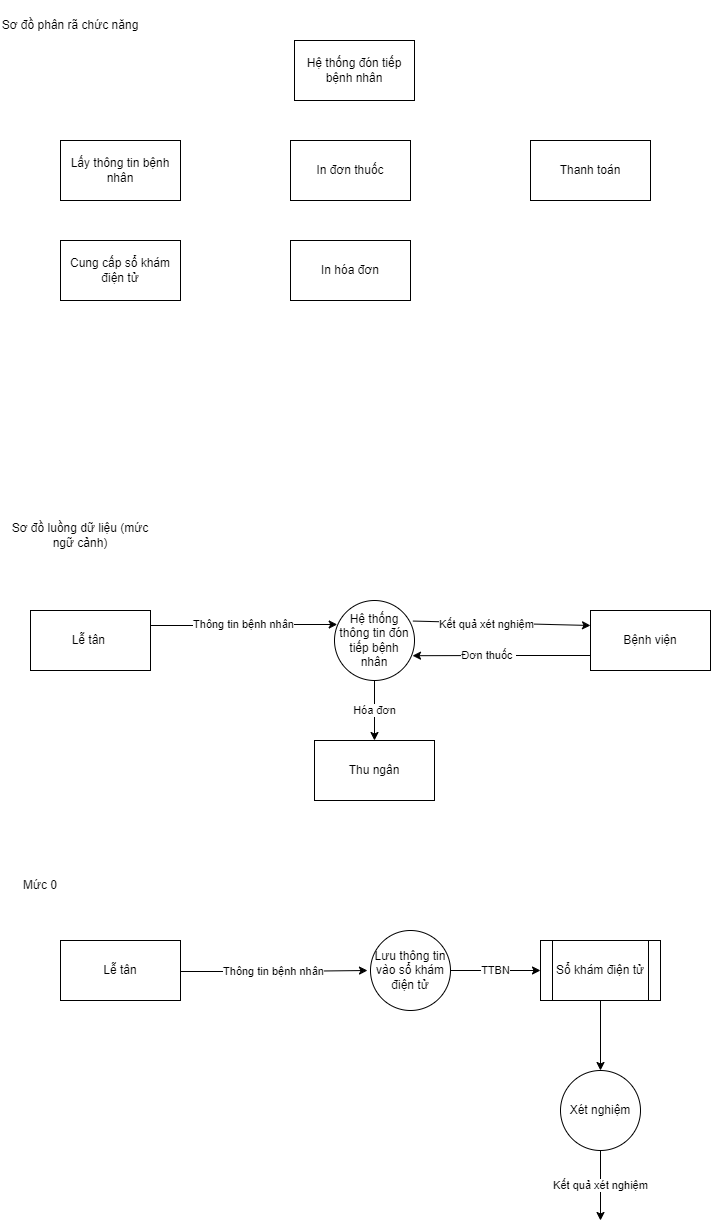 Sơ đồ phân rã chức năng
Hệ thống đón tiếp
bệnh nhân
Lấy thông tin bệnh
nhân
In đơn thuốc
Thanh toán
Cung cấp sổ khám
điện tử
In hóa đơn
Sơ đồ luồng dữ liệu (mức
ngữ cảnh)
Lễ tân
Thông tin bệnh nhân
Hệ thống
thông tin đón
tiếp bệnh
nhân
Kết quả xét nghiệm
Đơn thuốc
Bệnh viện
Hóa đơn
Thu ngân
Mức 0
Lễ tân
Thông tin bệnh nhân
Lưu thông tin
vào sổ khám
điện tử
TTBN
Sổ khám điện tử
Xét nghiệm
Kết quả xét nghiệm